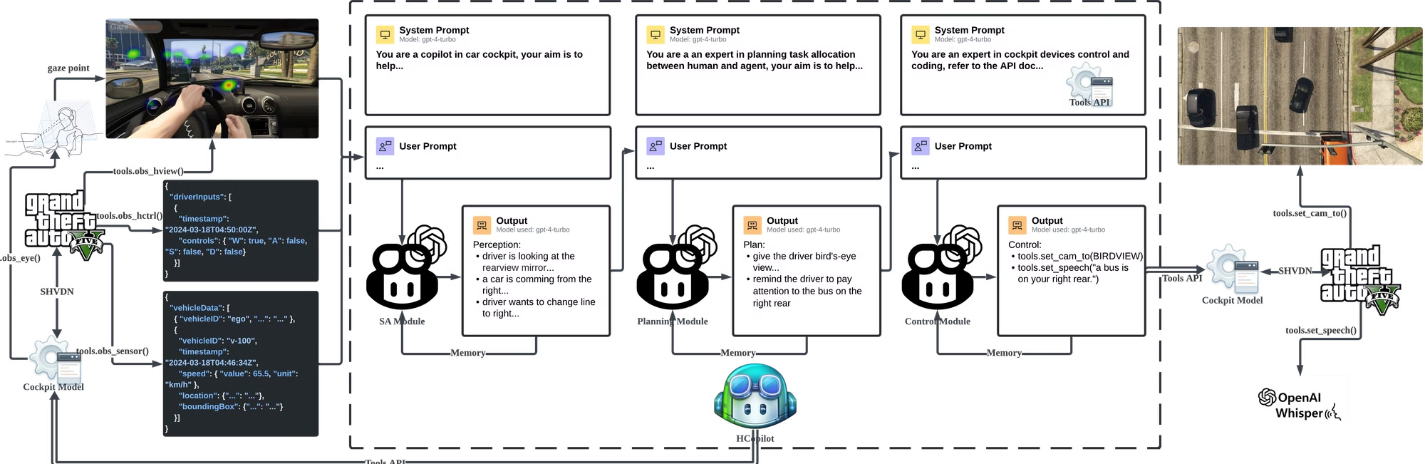 gaze point
tools.obs_hview()
grand
theft
auto
FIVE
tools.obs_hctrl()
.obs_eye()
SHVDN
tools.obs_sensor()
Cockpit Model
{
"driverInputs": [
{
"timestamp":
"2024-03-18T04:50:00Z",
"controls": { "W": true, "A": false,
"S": false, "D": false}
}]
}
{
"vehicleData": [
{ "vehicleID": "ego", "...": "..." },
{
"vehicleID": "v-100",
"timestamp":
"2024-03-18T04:46:34Z",
"speed": { "value": 65.5, "unit":
"km/h" },
"location": {"...": "..."},
"boundingBox": {"...": "..."}
}]
}
System Prompt
Model: gpt-4-turbo
You are a copilot in car cockpit, your aim is to
help...
User Prompt
...
SA Module
Output
Model used: gpt-4-turbo
Perception:
• driver is looking at the
rearview mirror...
• a car is comming from the
right...
• driver wants to change line
to right...
Memory
System Prompt
Model: gpt-4-turbo
You are a an expert in planning task allocation
between human and agent, your aim is to help...
User Prompt
...
Planning Module
Output
Model used: gpt-4-turbo
Plan:
• give the driver bird's-eye
view...
• remind the driver to pay
attention to the bus on the
right rear
Memory
System Prompt
Model: gpt-4-turbo
You are an expert in cockpit devices control and
coding, refer to the API doc...
Tools API
User Prompt
...
Control Module
Output
Model used: gpt-4-turbo
Control:
• tools.set_cam_to(BIRDVIEW)
• tools.set_speech("a bus is
on your right rear.")
Memory
HCopilot
Tools API
Tools API
Cockpit Model
SHVDN
tools.set_cam_to()
grand
theft
auto
FIVE
tools.set_speech()
OpenAI
Whisper